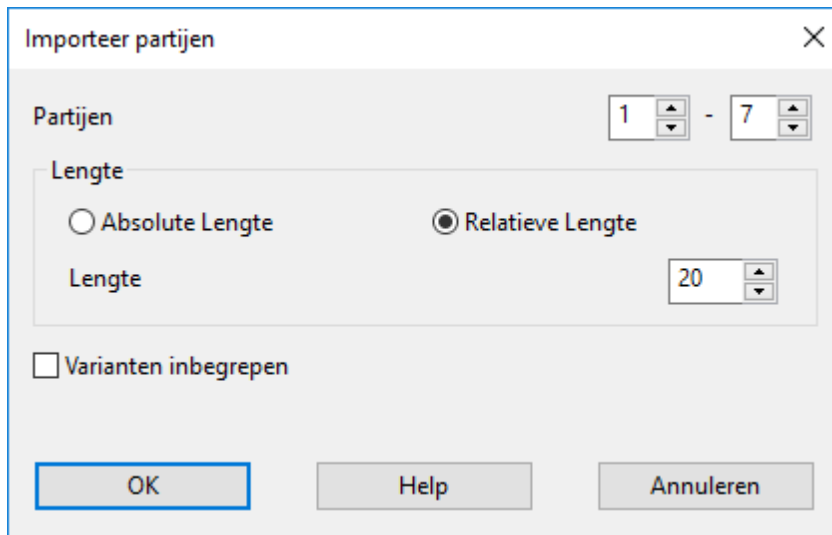 Importeer partijen
Partijen 1 - 7
Lengte
Absolute Lengte Relatieve Lengte
Lengte 20
Varianten inbegrepen
OK Help Annuleren